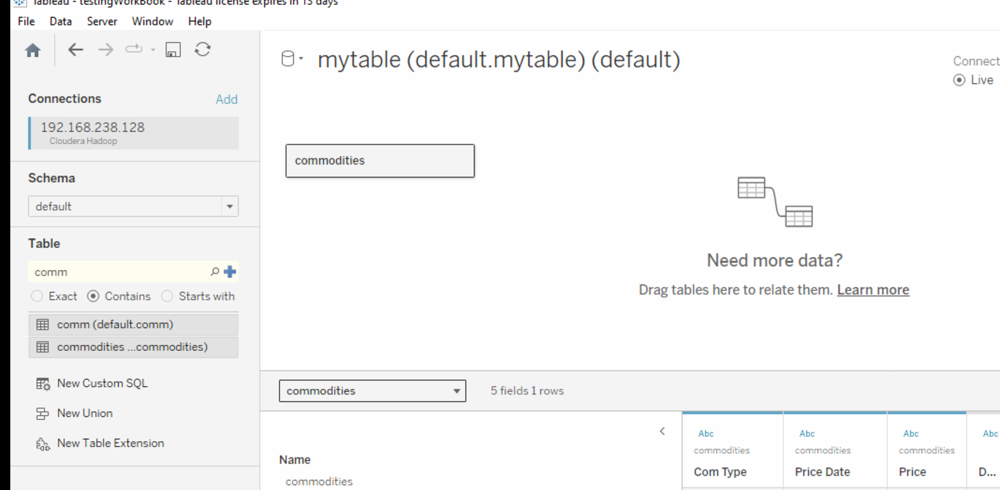 Tableau - testingWorkBook - Tableau license expires in 13 days
File Data Server Window Help
mytable (default.mytable) (default)
Connect
Live
Connections Add
192.168.238.128
Cloudera Hadoop
Schema
default
Table
comm
Exact Contains Starts with
comm (default.comm)
commodities ...commodities)
New Custom SQL
New Union
New Table Extension
commodities
Need more data?
Drag tables here to relate them. Learn more
commodities 5 fields 1 rows
Name
commodities
Abc Abc Abc Abc
commodities commodities commodities
Com Type Price Date Price D...